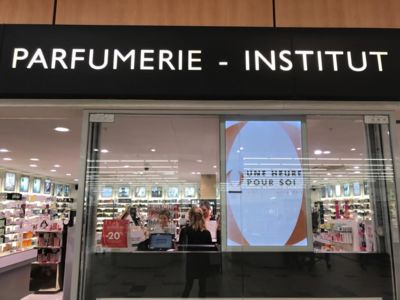 PARFUMERIE - INSTITUT
UNE HEURE
POUR SOI
-20%